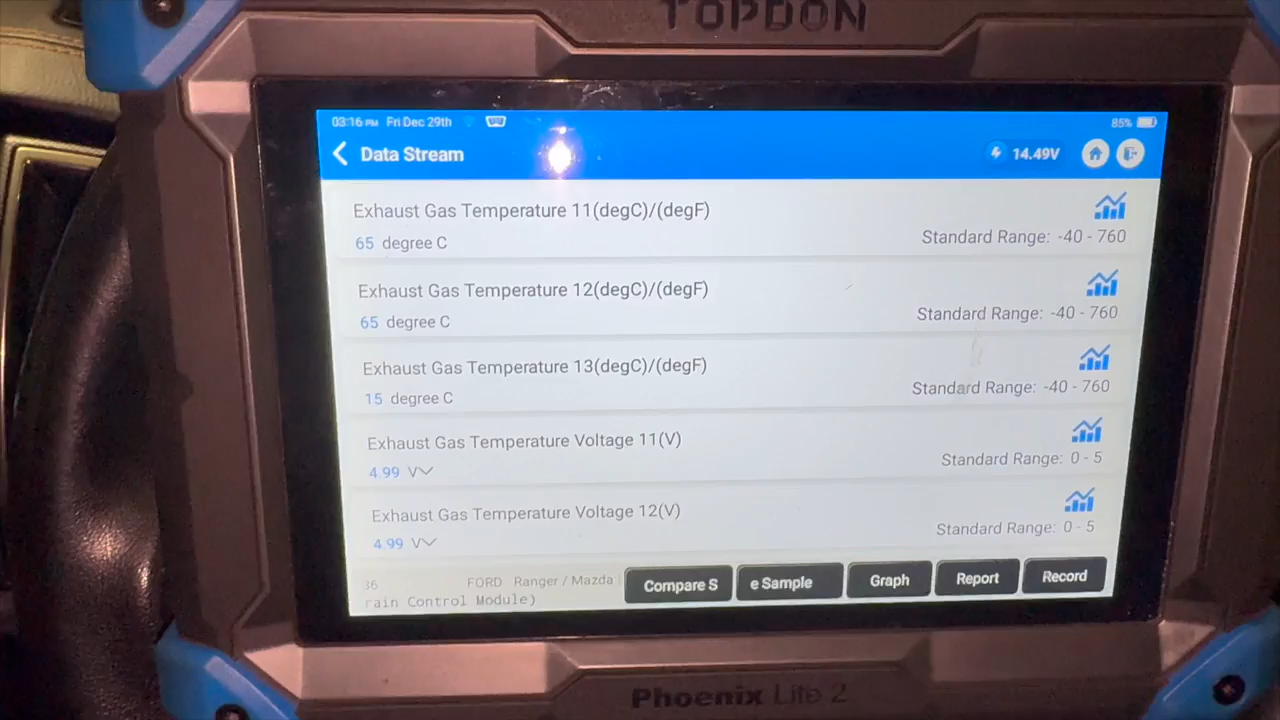 TOPDON
03:16 PM Fri Dec 29th
85%
Data Stream
14.49V
Exhaust Gas Temperature 11(degC)/(degF)
65 degree C
Standard Range: -40 - 760
Exhaust Gas Temperature 12(degC)/(degF)
65 degree C
Standard Range: -40 - 760
Exhaust Gas Temperature 13(degC)/(degF)
15 degree C
Standard Range: -40 - 760
Exhaust Gas Temperature Voltage 11(V)
4.99 V
Standard Range: 0 - 5
Exhaust Gas Temperature Voltage 12(V)
4.99 V
Standard Range: 0 - 5
36
FORD Ranger / Mazda
rain Control Module)
Compare S
e Sample
Graph
Report
Record
Phoenix Lite 2